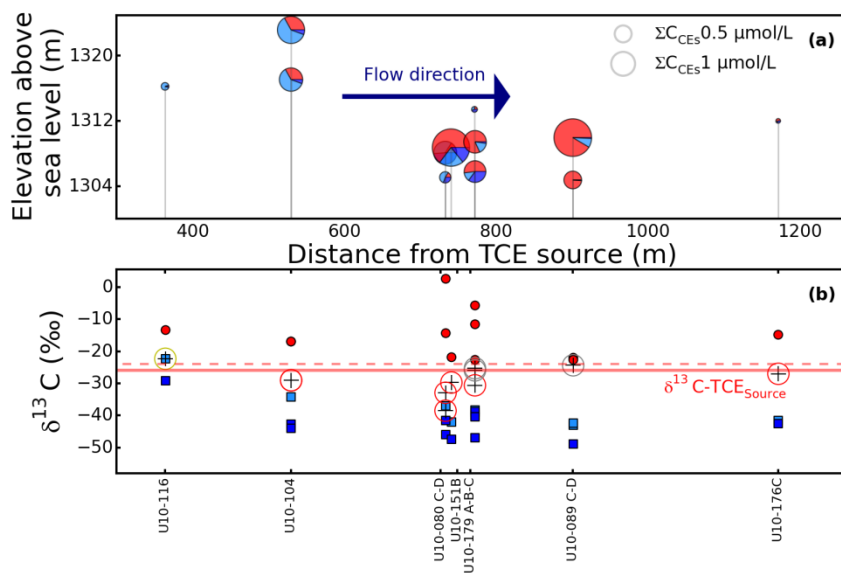 1320
1312
1304
Elevation above
sea level (m)
(a)
ΣC_CEs 0.5 μmol/L
ΣC_CEs 1 μmol/L
Flow direction
400
600
800
1000
1200
Distance from TCE source (m)
0
−10
−20
−30
−40
−50
δ¹³C (‰)
(b)
δ¹³C-TCE_Source
U10-116
U10-104
U10-080 C-D
U10-151B
U10-179 A-B-C
U10-089 C-D
U10-176C